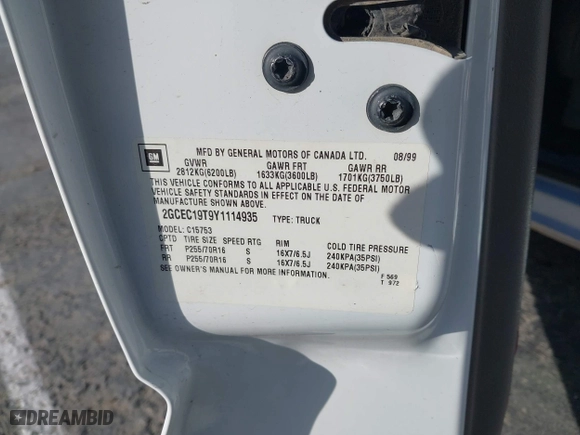 MFD BY GENERAL MOTORS OF CANADA LTD. 08/99
GM
GVWR GAWR FRT GAWR RR
2812KG(6200LB) 1633KG(3600LB) 1701KG(3750LB)
THIS VEHICLE CONFORMS TO ALL APPLICABLE U.S. FEDERAL MOTOR
VEHICLE SAFETY STANDARDS IN EFFECT ON THE DATE OF
MANUFACTURE SHOWN ABOVE.
2GCEC19T9Y1114935 TYPE: TRUCK
MODEL: C15753
CPTD TIRE SIZE SPEED RTG RIM COLD TIRE PRESSURE
FRT P255/70R16 S 16X7/6.5J 240KPA(35PSI)
RR P255/70R16 S 16X7/6.5J 240KPA(35PSI)
SEE OWNER'S MANUAL FOR MORE INFORMATION.
F 569
T 972
DREAMBID